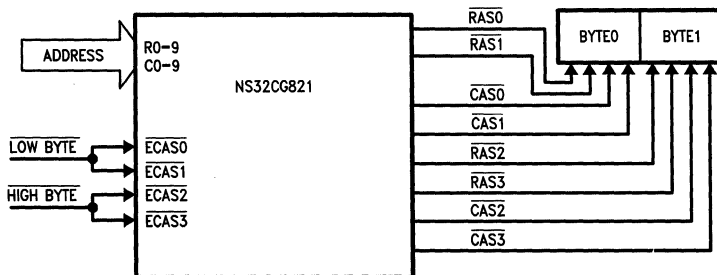 ADDRESS
R0-9
C0-9
NS32CG821
LOW BYTE
HIGH BYTE
ECAS0
ECAS1
ECAS2
ECAS3
RAS0
RAS1
CAS0
CAS1
RAS2
RAS3
CAS2
CAS3
BYTE0
BYTE1